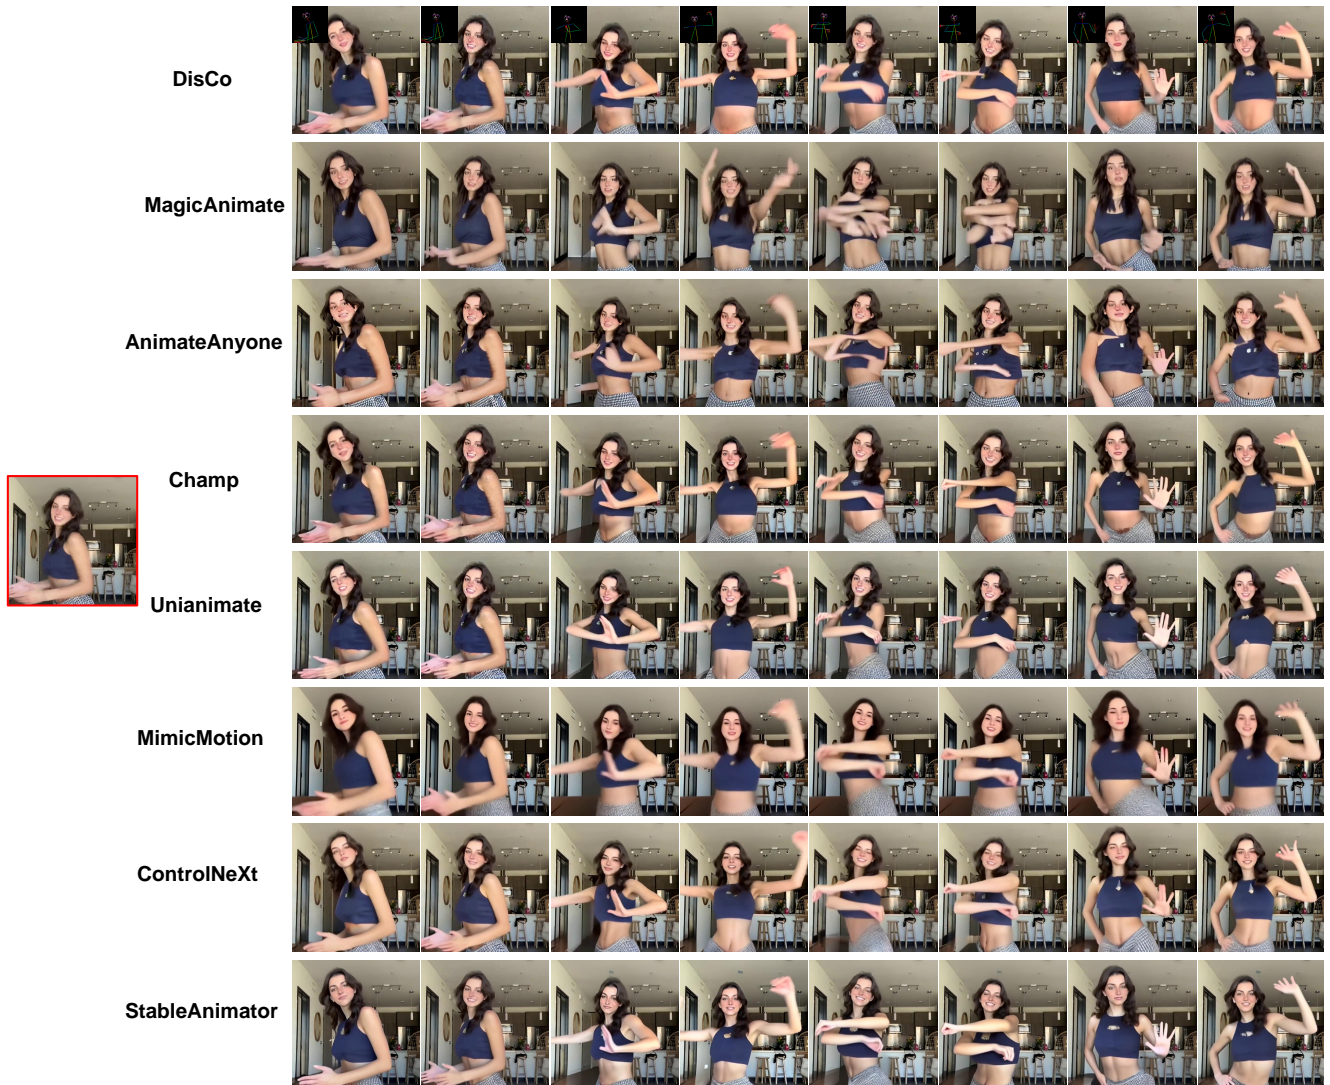 DisCo
MagicAnimate
AnimateAnyone
Champ
Unianimate
MimicMotion
ControlNeXt
StableAnimator